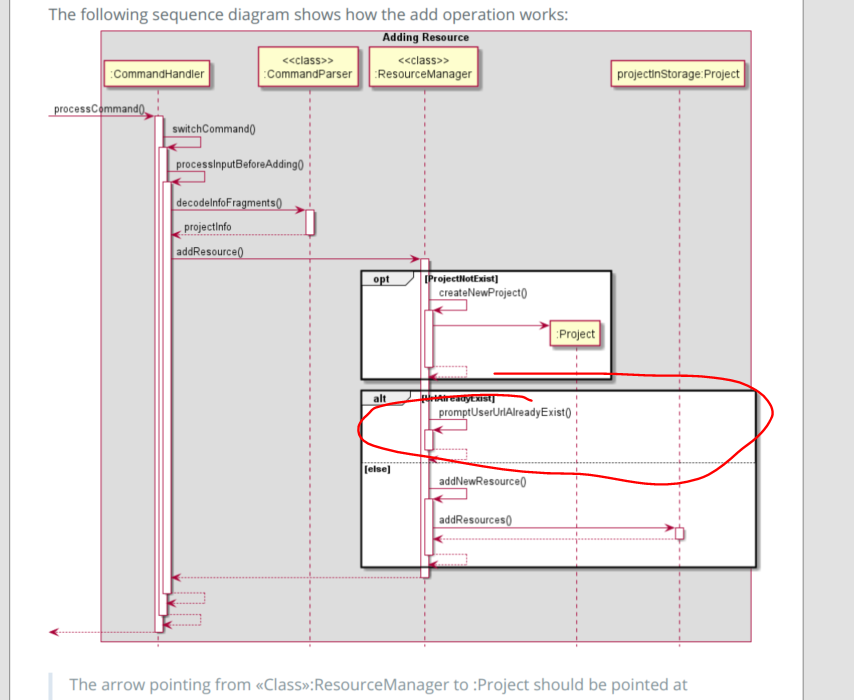 The following sequence diagram shows how the add operation works:
Adding Resource
:CommandHandler
<<class>>
:CommandParser
<<class>>
:ResourceManager
projectInStorage:Project
processCommand()
switchCommand()
processInputBeforeAdding()
decodeInfoFragments()
projectInfo
addResource()
opt
[ProjectNotExist]
createNewProject()
:Project
alt
[UrlAlreadyExist]
promptUserUrlAlreadyExist()
[else]
addNewResource()
addResources()
The arrow pointing from «Class»:ResourceManager to :Project should be pointed at